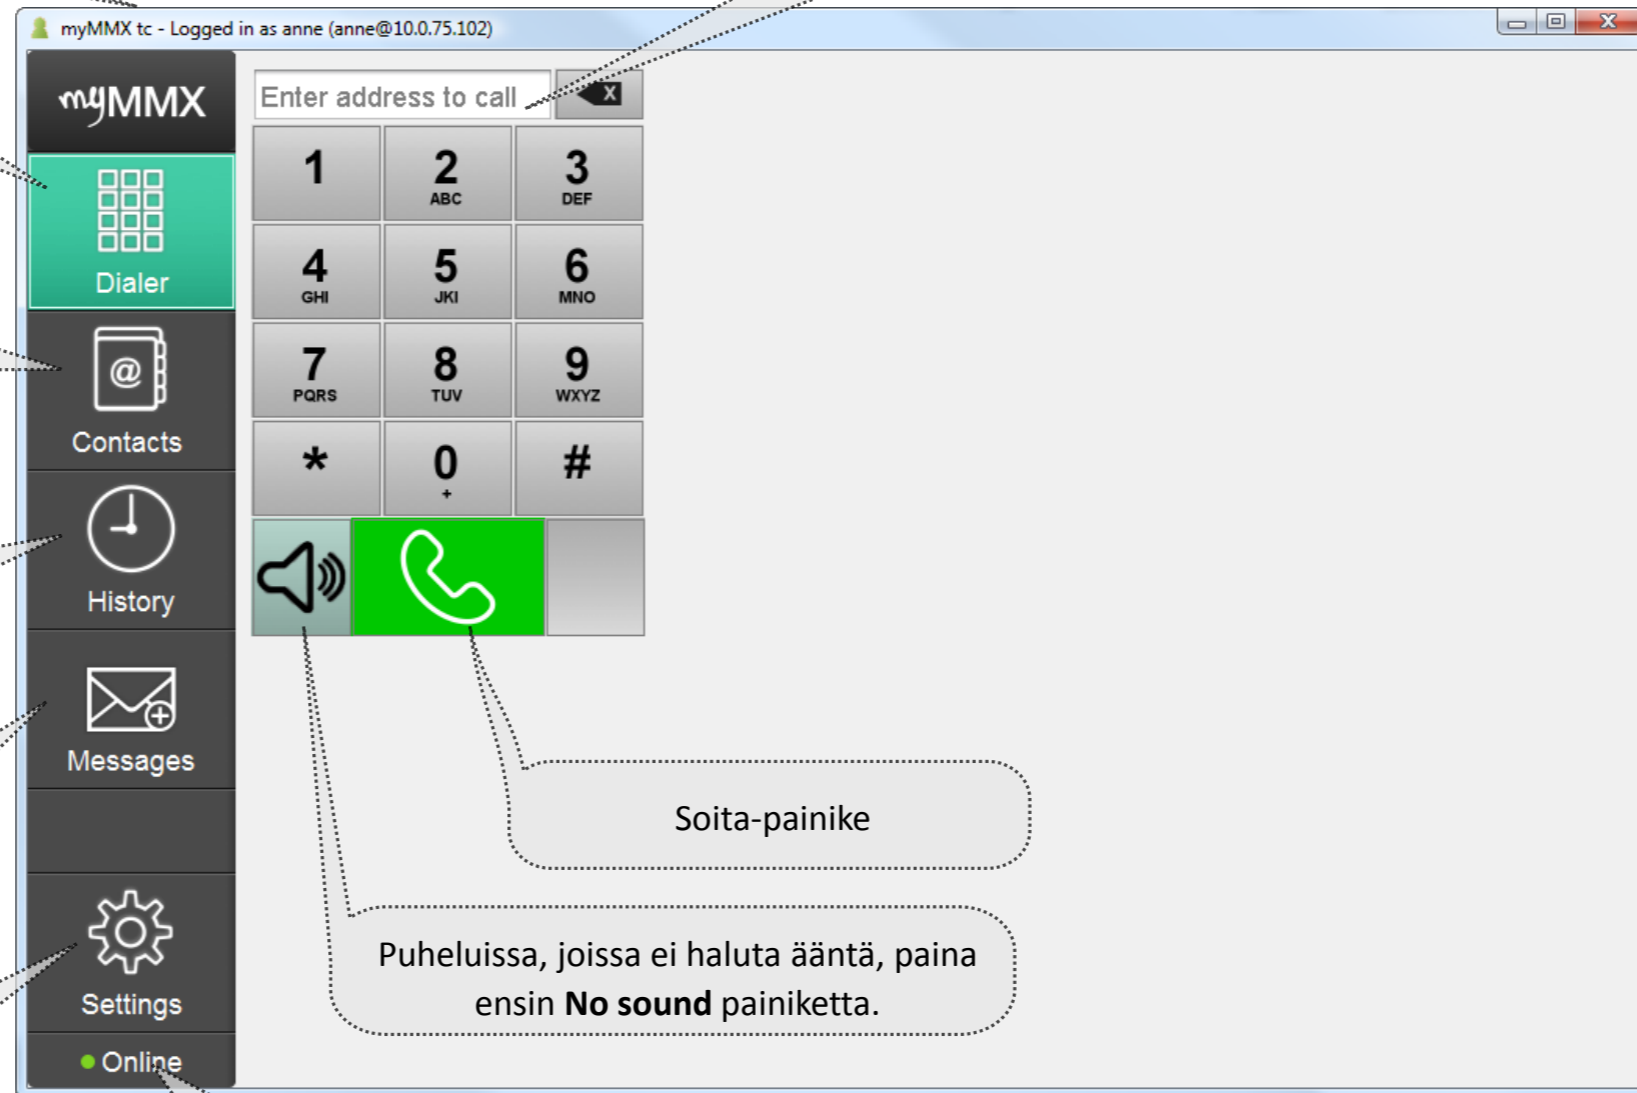 myMMX tc - Logged in as anne (anne@10.0.75.102)
myMMX
Enter address to call
X
1
2
ABC
3
DEF
Dialer
4
GHI
5
JKl
6
MNO
@
Contacts
7
PQRS
8
TUV
9
WXYZ
*
0
+
#
History
Messages
Soita-painike
Puheluissa, joissa ei haluta ääntä, paina
ensin No sound painiketta.
Settings
Online